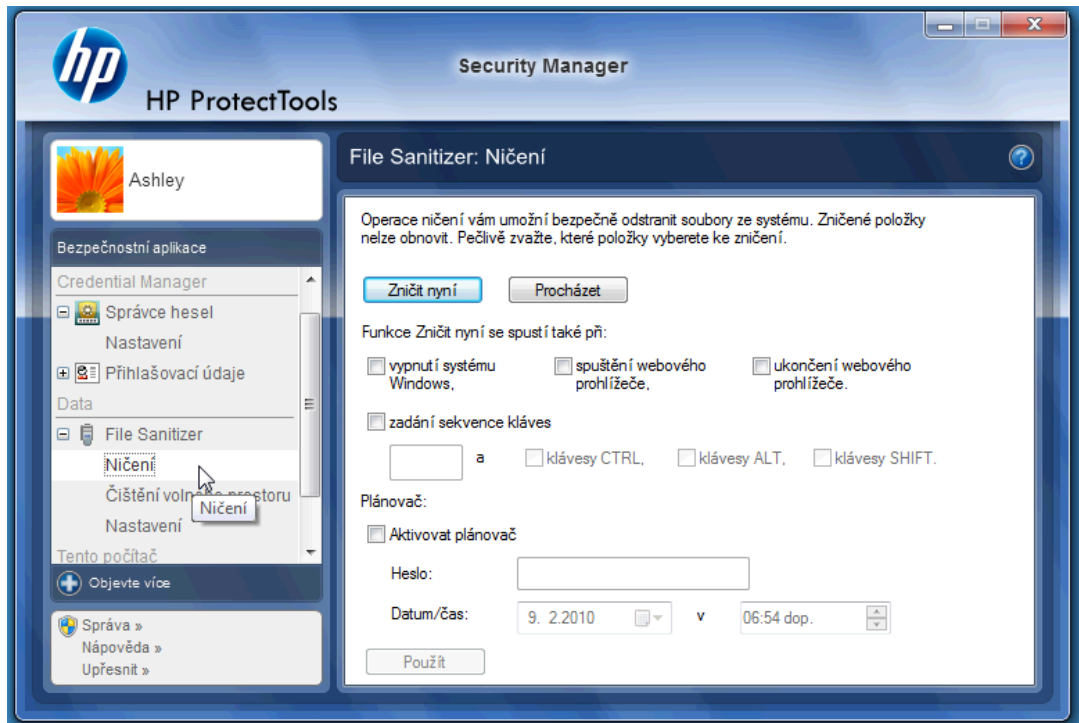 hp
Security Manager
HP ProtectTools
Ashley
Bezpečnostní aplikace
Credential Manager
Správce hesel
Nastavení
Přihlašovací údaje
Data
File Sanitizer
Ničení
Čištění volného prostoru
Ničení
Nastavení
Tento počítač
Objevte více
Správa »
Nápověda »
Upřesnit »
File Sanitizer: Ničení
?
Operace ničení vám umožní bezpečně odstranit soubory ze systému. Zničené položky
nelze obnovit. Pečlivě zvažte, které položky vyberete ke zničení.
Zničit nyní Procházet
Funkce Zničit nyní se spustí také při:
vypnutí systému
Windows,
spuštění webového
prohlížeče,
ukončení webového
prohlížeče.
zadání sekvence kláves
a klávesy CTRL, klávesy ALT, klávesy SHIFT.
Plánovač:
Aktivovat plánovač
Heslo:
Datum/čas: 9. 2.2010 v 06:54 dop.
Použít